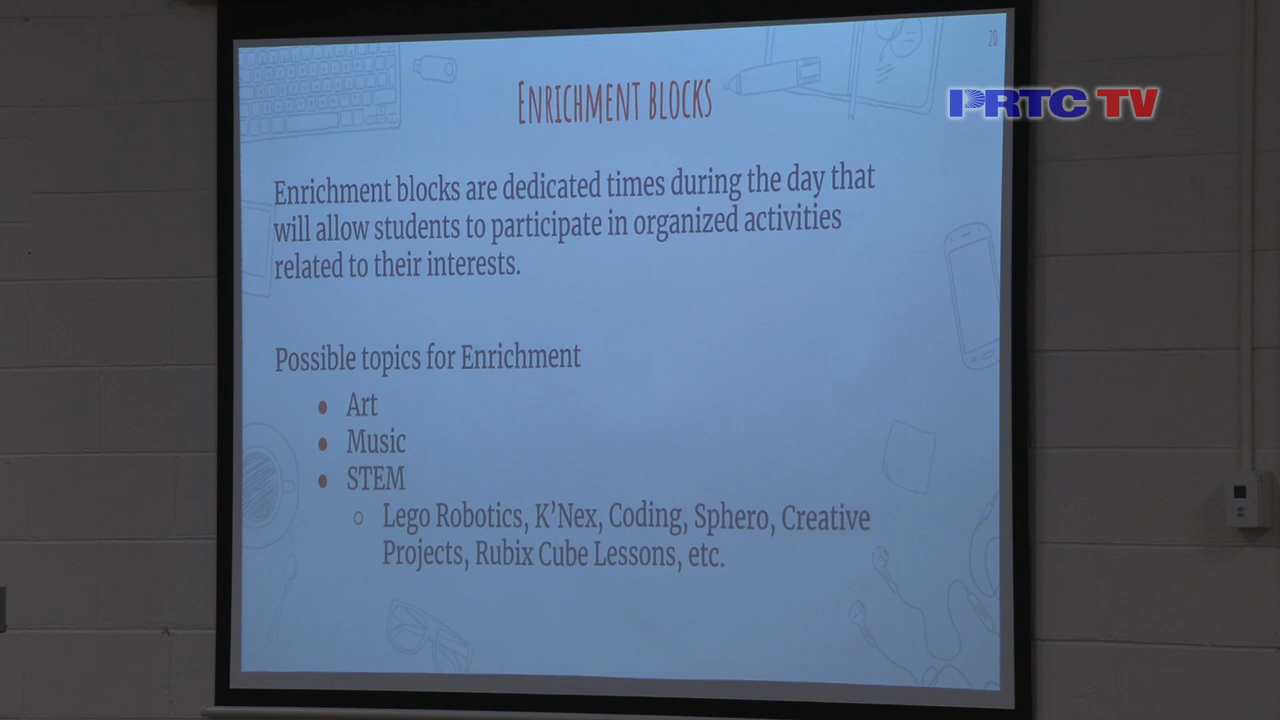 20
ENRICHMENT BLOCKS
PRTC TV
Enrichment blocks are dedicated times during the day that
will allow students to participate in organized activities
related to their interests.
Possible topics for Enrichment
● Art
● Music
● STEM
○ Lego Robotics, K'Nex, Coding, Sphero, Creative
Projects, Rubix Cube Lessons, etc.